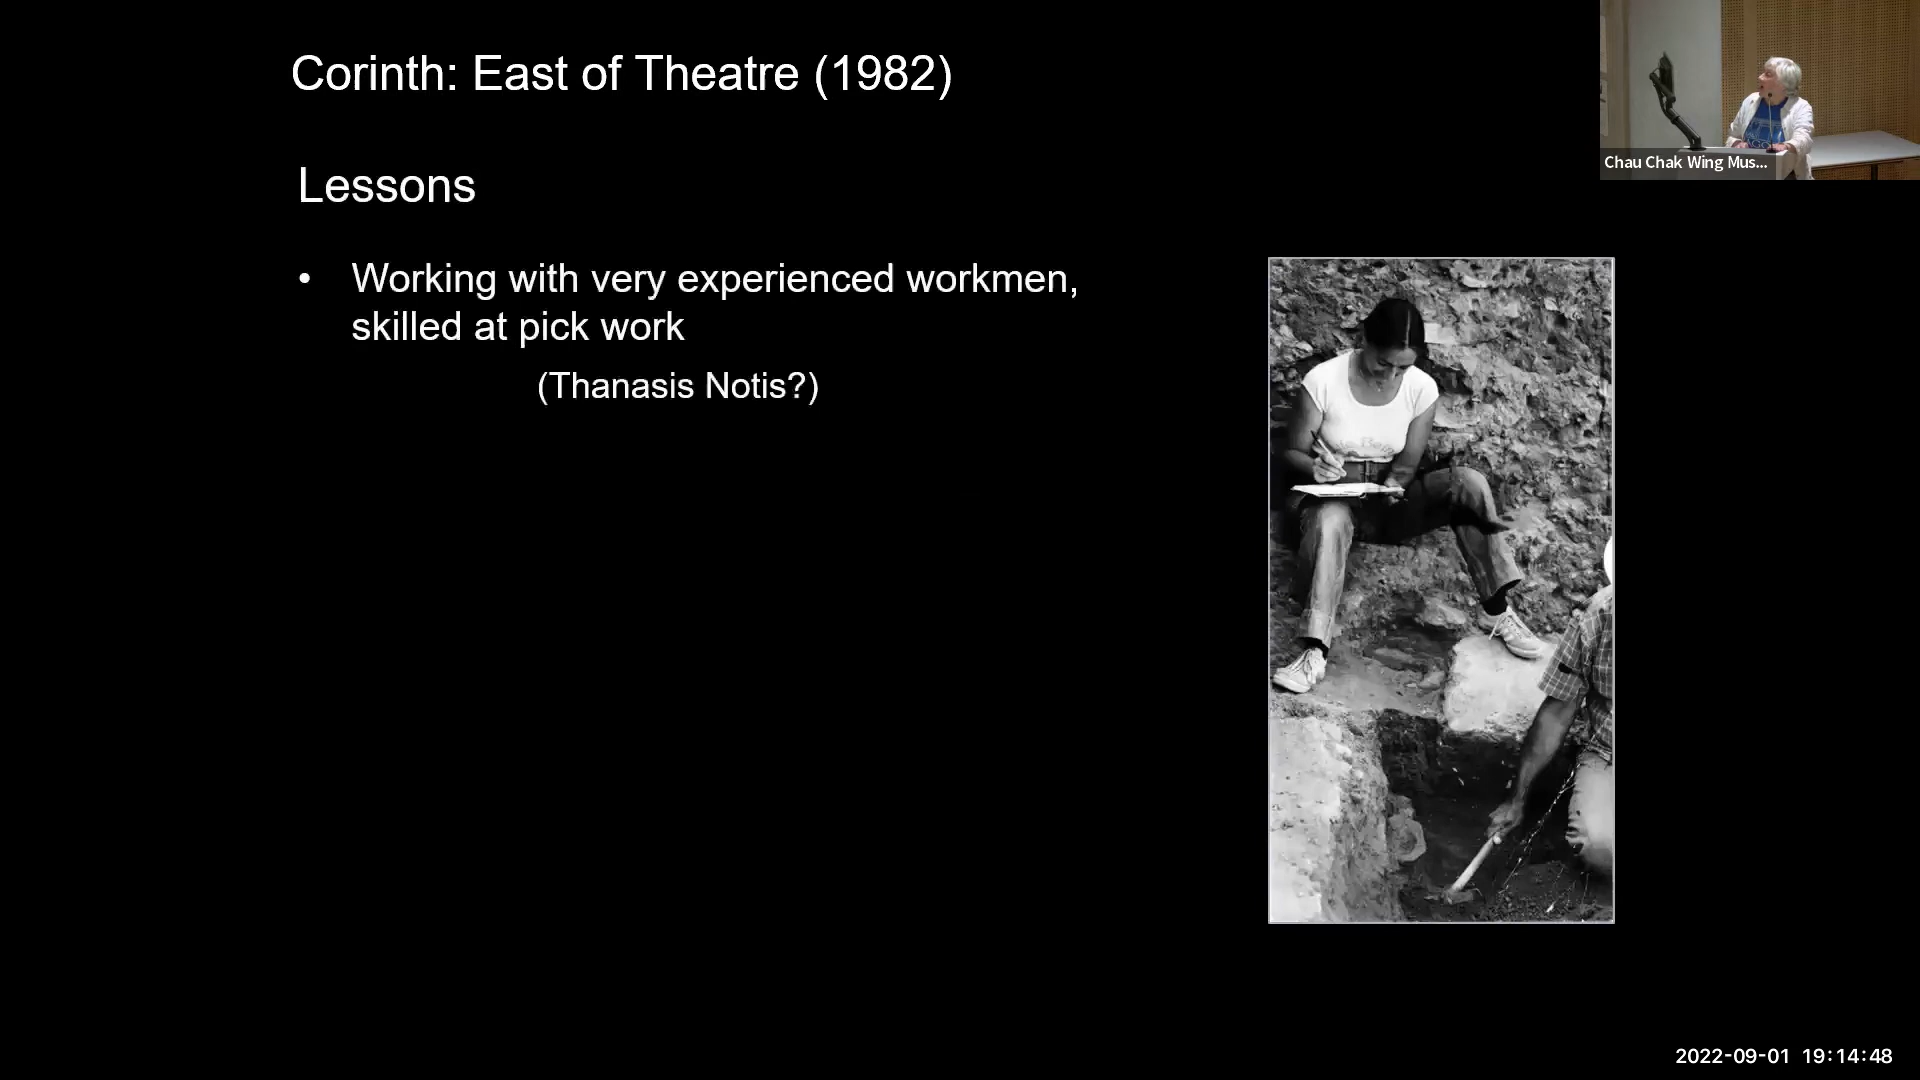 Corinth: East of Theatre (1982)
Chau Chak Wing Mus...
Lessons
• Working with very experienced workmen,
skilled at pick work
(Thanasis Notis?)
2022-09-01 19:14:48